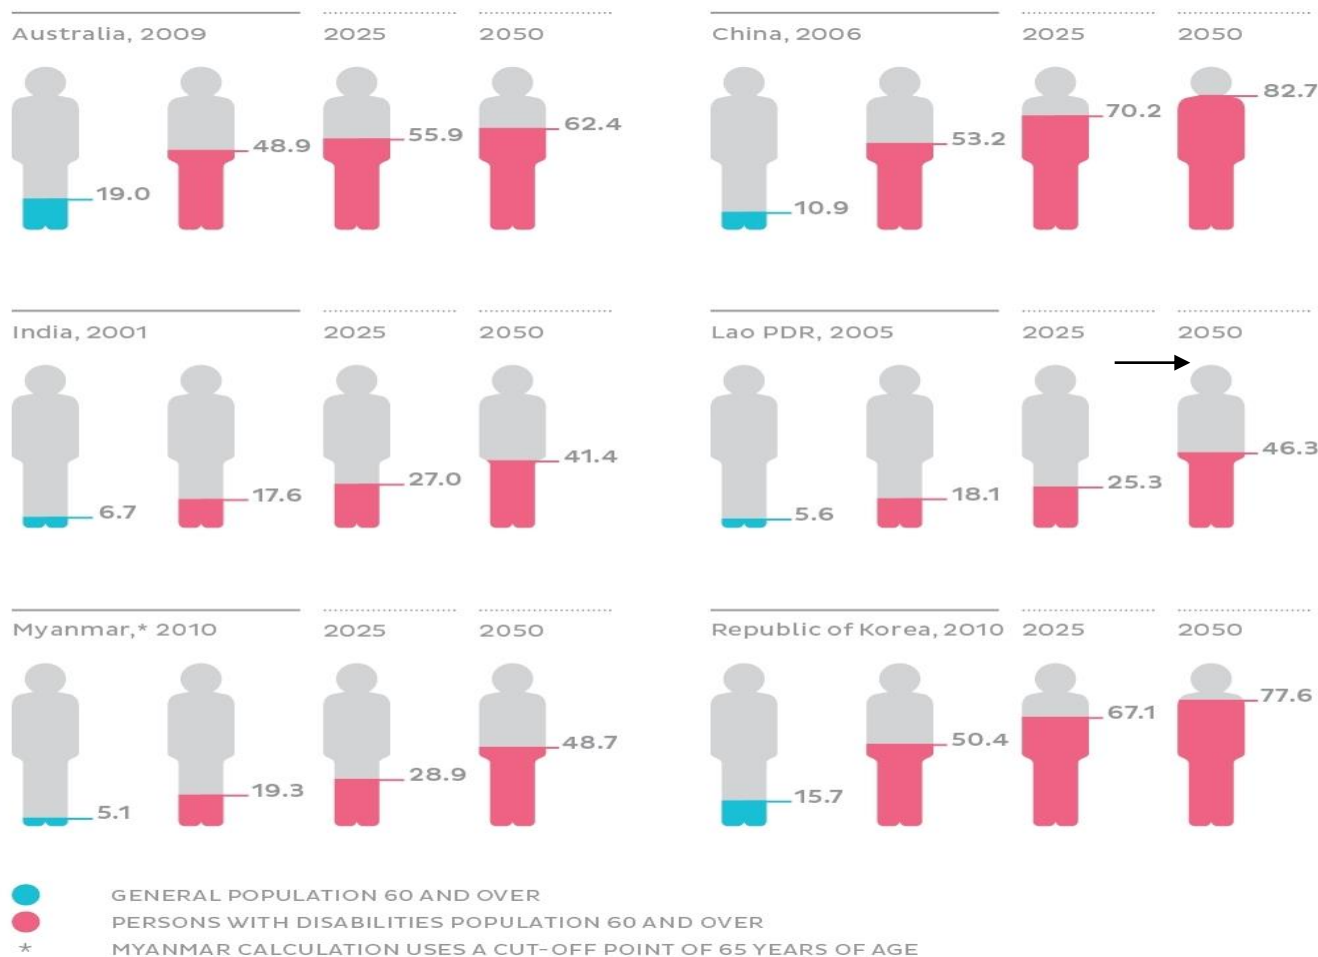 Australia, 2009 2025 2050
48.9 55.9 62.4
19.0
China, 2006 2025 2050
53.2 70.2 82.7
10.9
India, 2001 2025 2050
6.7 17.6 27.0 41.4
Lao PDR, 2005 2025 2050
5.6 18.1 25.3 46.3
Myanmar,* 2010 2025 2050
5.1 19.3 28.9 48.7
Republic of Korea, 2010 2025 2050
15.7 50.4 67.1 77.6
GENERAL POPULATION 60 AND OVER
PERSONS WITH DISABILITIES POPULATION 60 AND OVER
* MYANMAR CALCULATION USES A CUT-OFF POINT OF 65 YEARS OF AGE